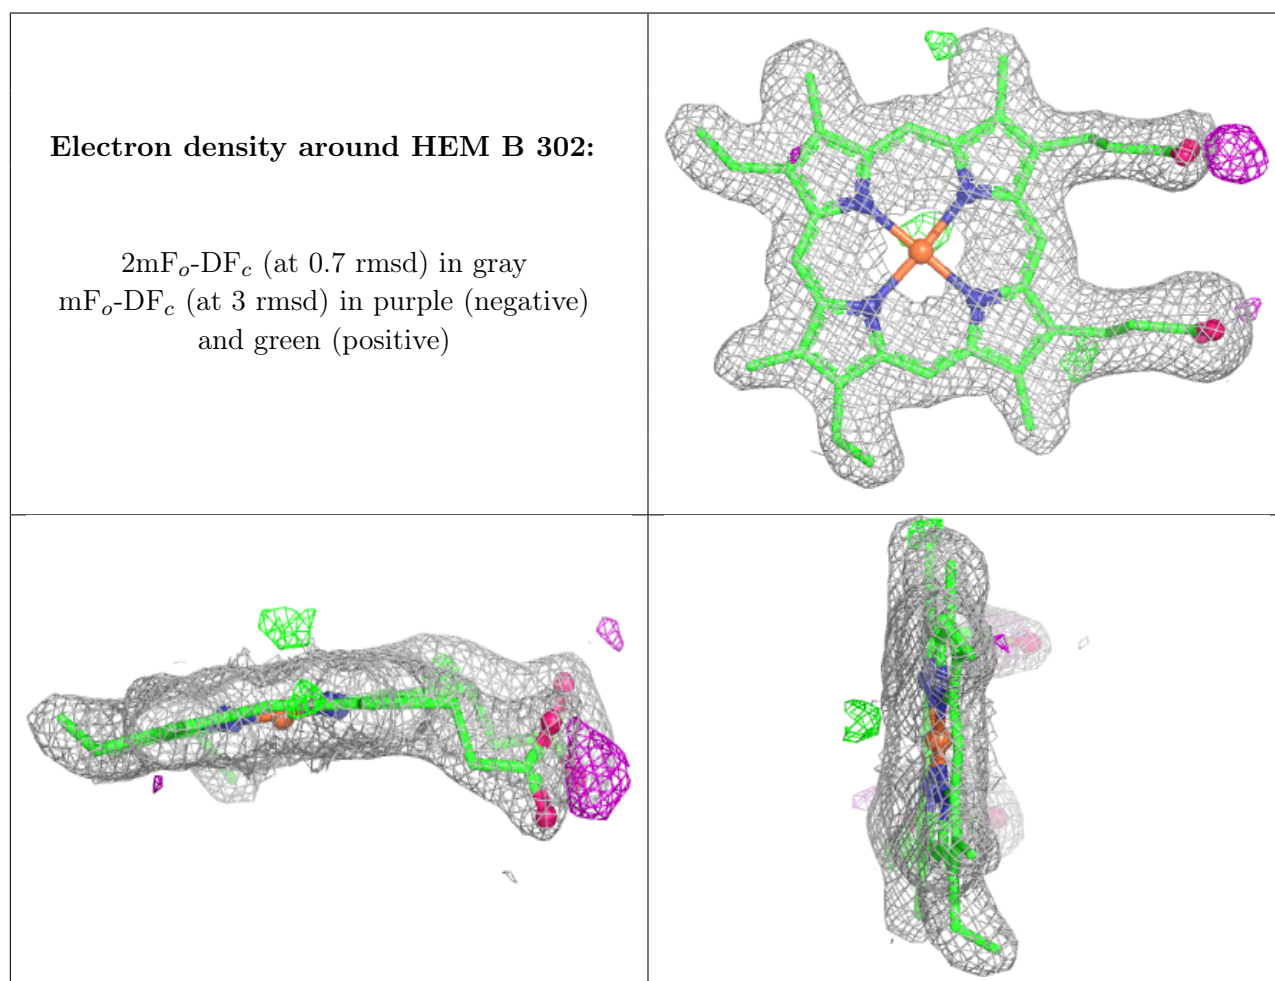 Electron density around HEM B 302:
2mFo-DFc (at 0.7 rmsd) in gray
mFo-DFc (at 3 rmsd) in purple (negative)
and green (positive)